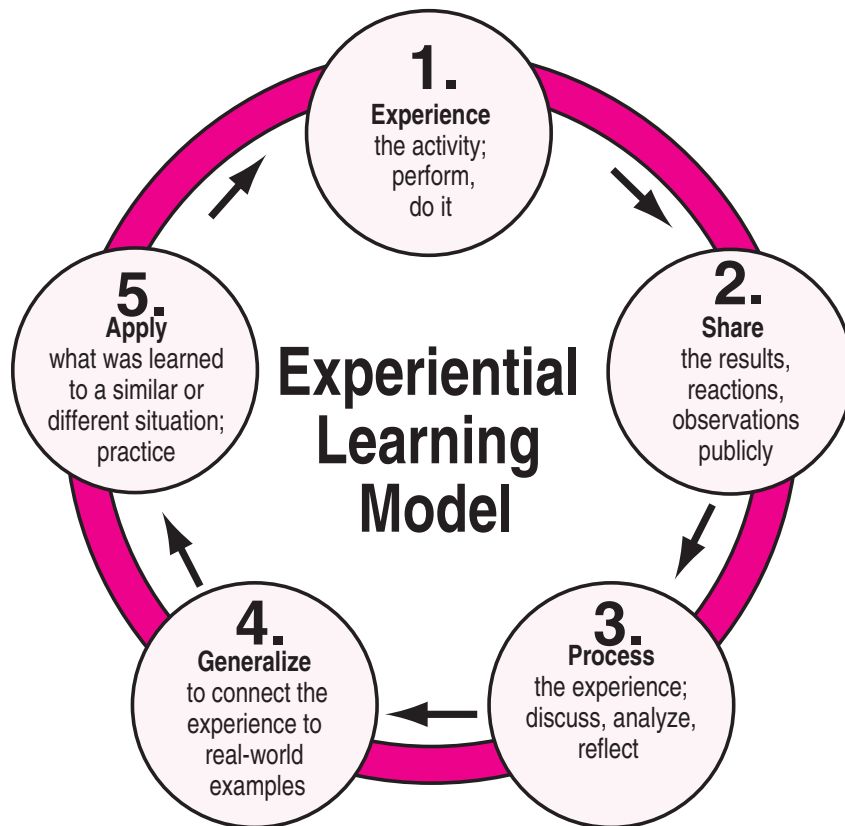 1.
Experience
the activity;
perform,
do it
2.
Share
the results,
reactions,
observations
publicly
3.
Process
the experience;
discuss, analyze,
reflect
4.
Generalize
to connect the
experience to
real-world
examples
5.
Apply
what was learned
to a similar or
different situation;
practice
Experiential
Learning
Model